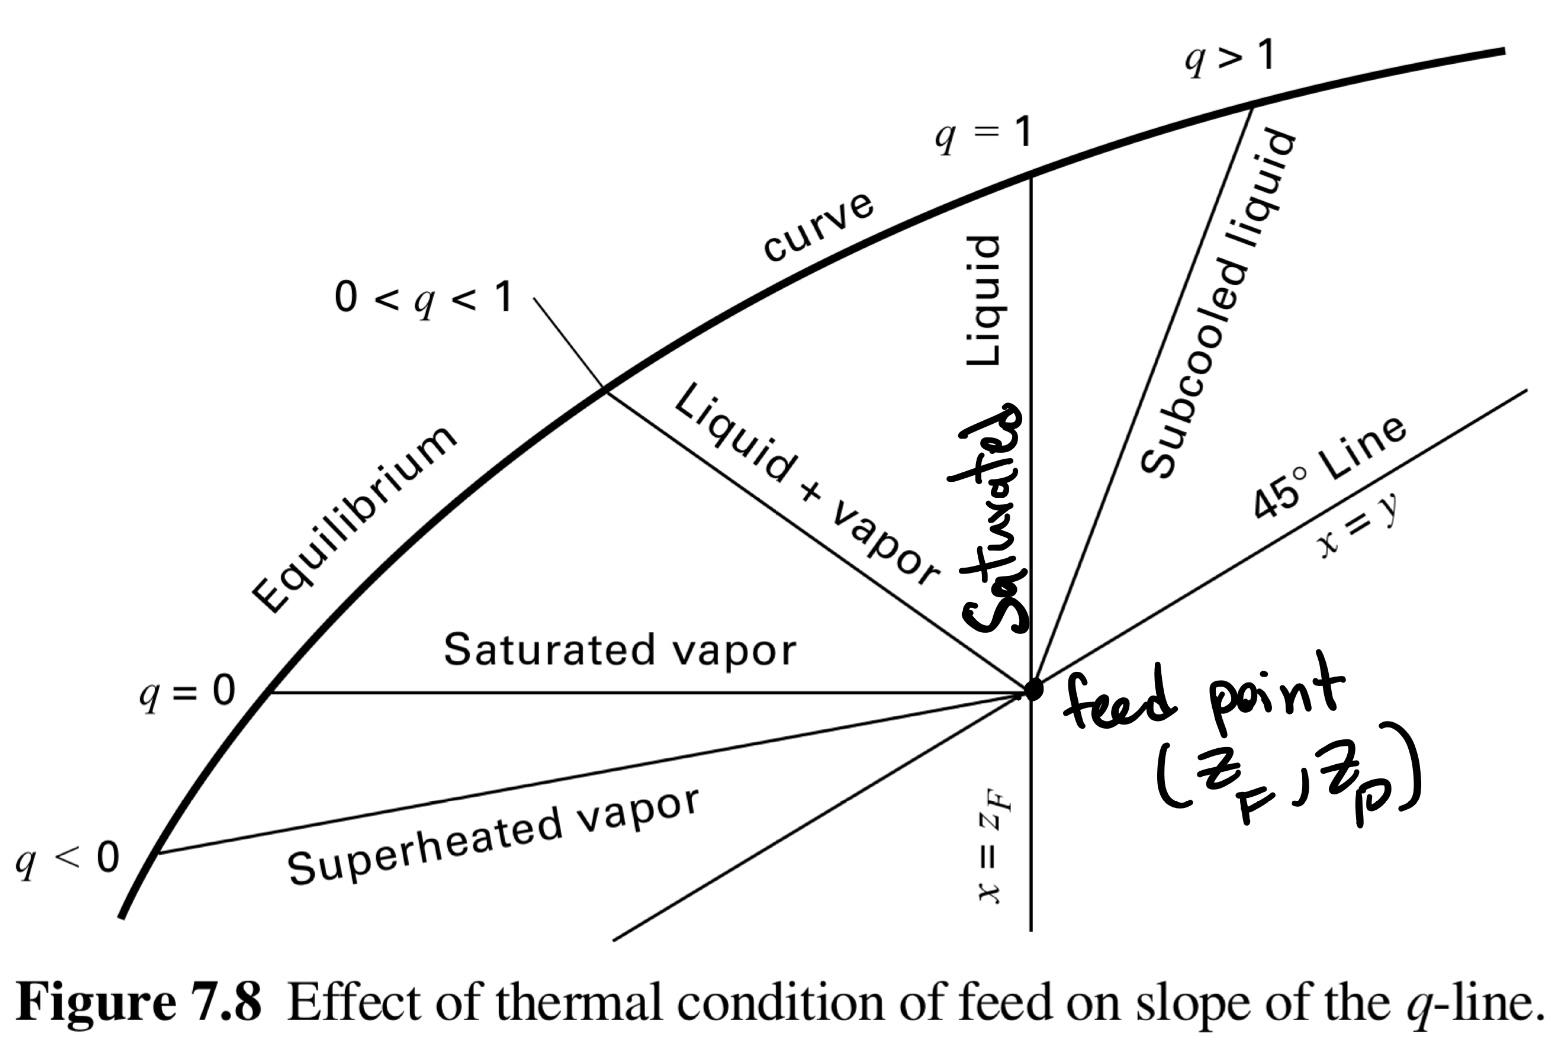 q > 1
q = 1
curve
0 < q < 1
Liquid
Saturated
Subcooled liquid
Liquid + vapor
45° Line
x = y
Equilibrium
Saturated vapor
q = 0
feed point
(z_F, z_P)
Superheated vapor
x = z_F
q < 0
Figure 7.8 Effect of thermal condition of feed on slope of the q-line.